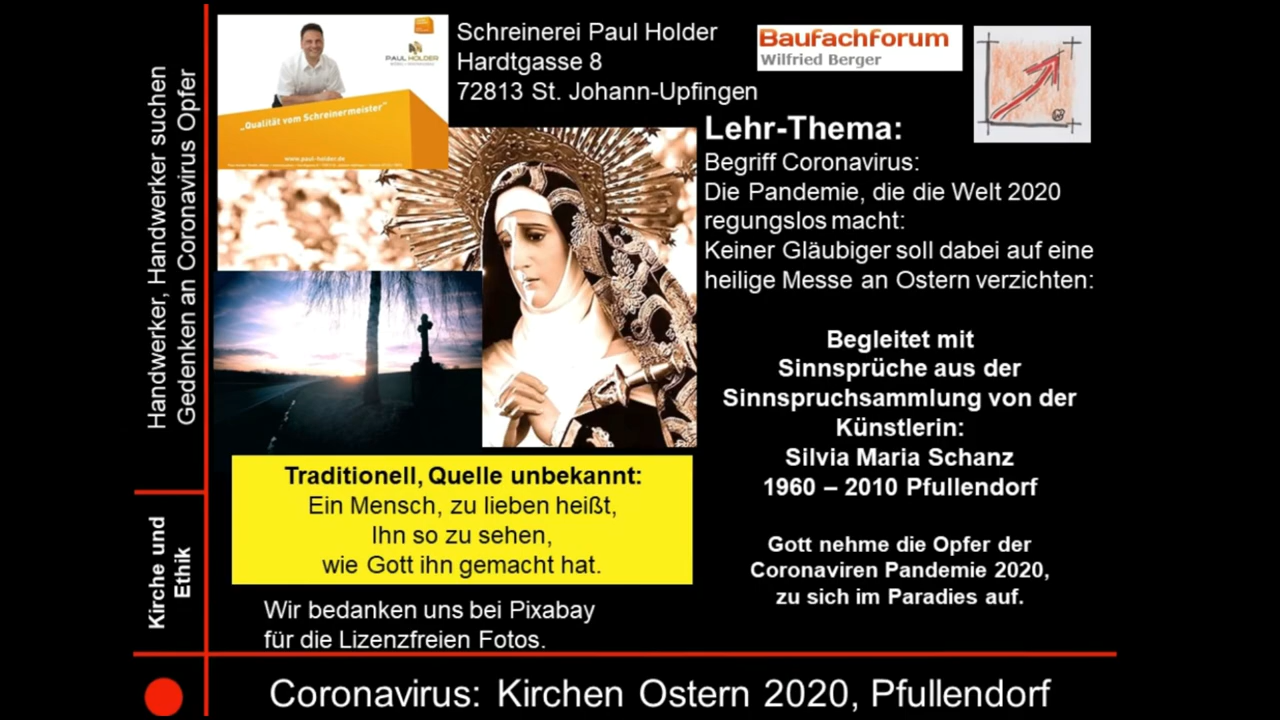 Handwerker, Handwerker suchen
Gedenken an Coronavirus Opfer
Kirche und
Ethik
PAUL HOLDER
„Qualität vom Schreinermeister"
www.paul-holder.de
Schreinerei Paul Holder
Hardtgasse 8
72813 St. Johann-Upfingen
Baufachforum
Wilfried Berger
Lehr-Thema:
Begriff Coronavirus:
Die Pandemie, die die Welt 2020
regungslos macht:
Keiner Gläubiger soll dabei auf eine
heilige Messe an Ostern verzichten:
Begleitet mit
Sinnsprüche aus der
Sinnspruchsammlung von der
Künstlerin:
Silvia Maria Schanz
1960 – 2010 Pfullendorf
Gott nehme die Opfer der
Coronaviren Pandemie 2020,
zu sich im Paradies auf.
Traditionell, Quelle unbekannt:
Ein Mensch, zu lieben heißt,
Ihn so zu sehen,
wie Gott ihn gemacht hat.
Wir bedanken uns bei Pixabay
für die Lizenzfreien Fotos.
Coronavirus: Kirchen Ostern 2020, Pfullendorf